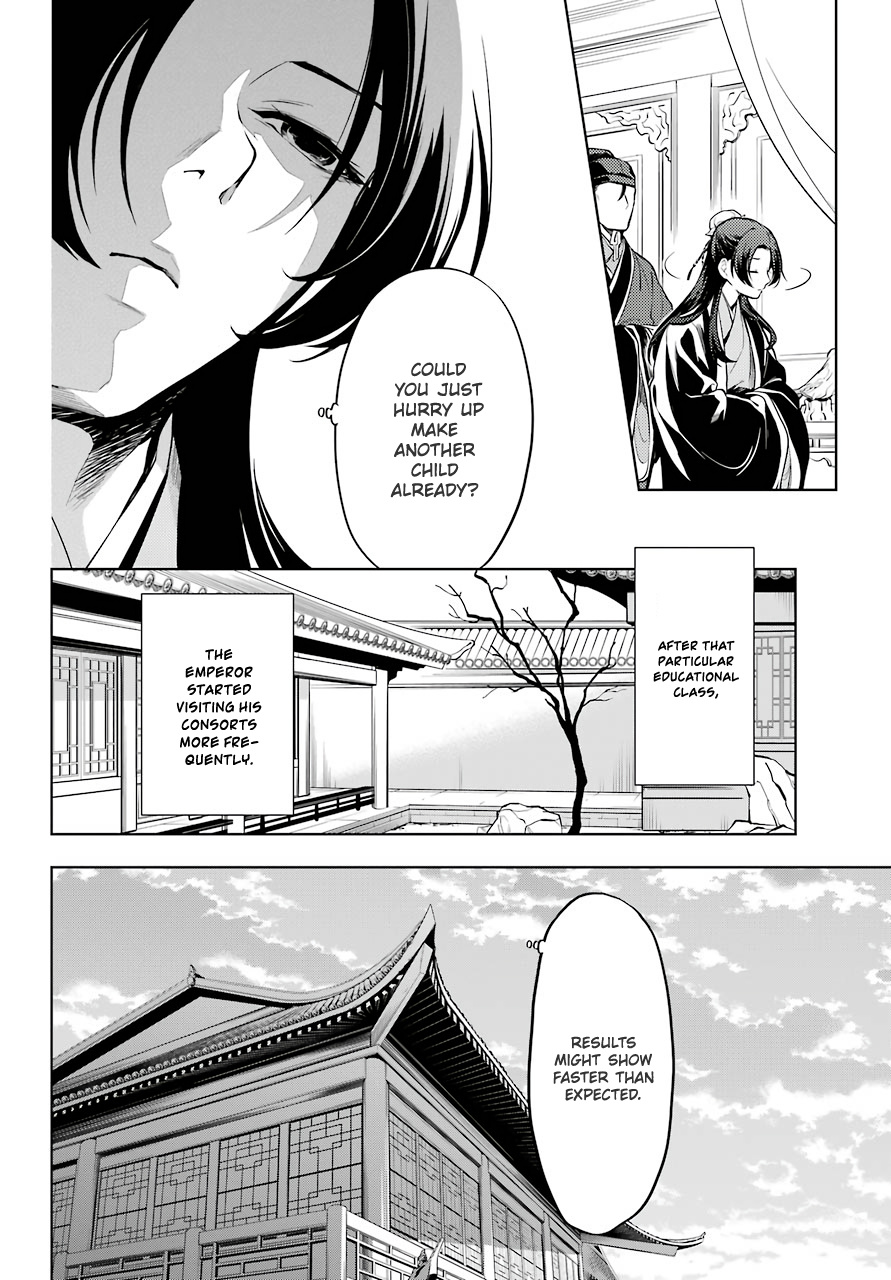 COULD
YOU JUST
HURRY UP
MAKE
ANOTHER
CHILD
ALREADY?
AFTER THAT
PARTICULAR
EDUCATIONAL
CLASS,
THE
EMPEROR
STARTED
VISITING HIS
CONSORTS
MORE FRE-
QUENTLY.
RESULTS
MIGHT SHOW
FASTER THAN
EXPECTED.